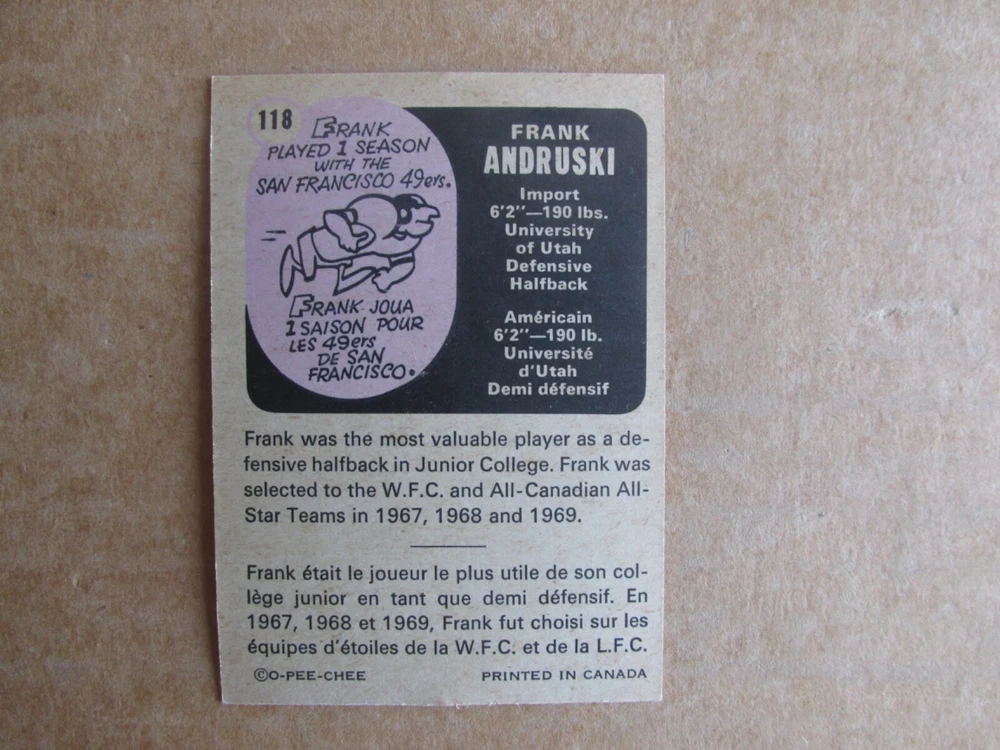 118
FRANK
PLAYED 1 SEASON
WITH THE
SAN FRANCISCO 49ers.
FRANK JOUA
1 SAISON POUR
LES 49ers
DE SAN
FRANCISCO.
FRANK
ANDRUSKI
Import
6'2"—190 lbs.
University
of Utah
Defensive
Halfback
Américain
6'2"—190 lb.
Université
d'Utah
Demi défensif
Frank was the most valuable player as a de-
fensive halfback in Junior College. Frank was
selected to the W.F.C. and All-Canadian All-
Star Teams in 1967, 1968 and 1969.
Frank était le joueur le plus utile de son col-
lège junior en tant que demi défensif. En
1967, 1968 et 1969, Frank fut choisi sur les
équipes d'étoiles de la W.F.C. et de la L.F.C.
©O-PEE-CHEE PRINTED IN CANADA